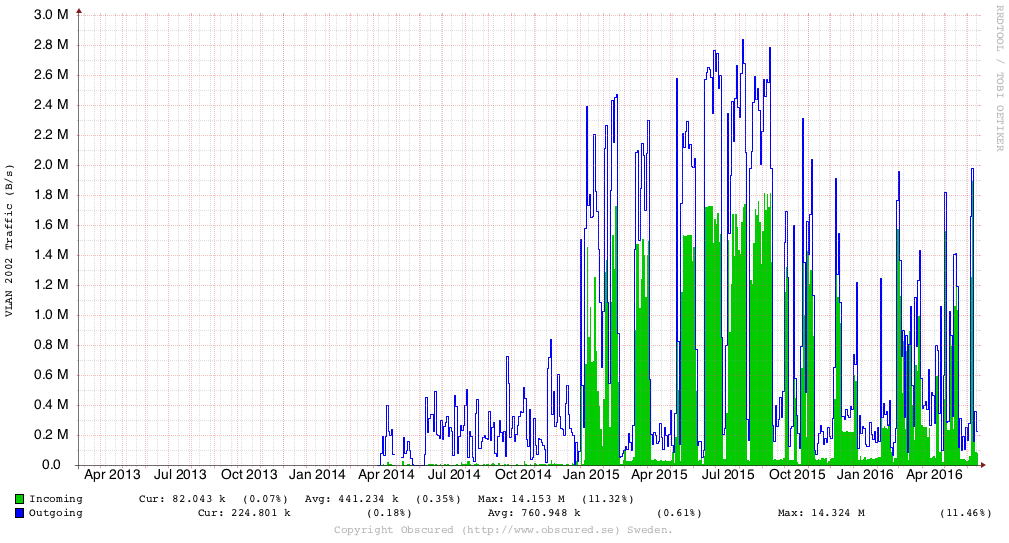 RRDTOOL / TOBI OETIKER
VLAN 2002 Traffic (B/s)
3.0 M
2.8 M
2.6 M
2.4 M
2.2 M
2.0 M
1.8 M
1.6 M
1.4 M
1.2 M
1.0 M
0.8 M
0.6 M
0.4 M
0.2 M
0.0
Apr 2013 Jul 2013 Oct 2013 Jan 2014 Apr 2014 Jul 2014 Oct 2014 Jan 2015 Apr 2015 Jul 2015 Oct 2015 Jan 2016 Apr 2016
Incoming Cur: 82.043 k (0.07%) Avg: 441.234 k (0.35%) Max: 14.153 M (11.32%)
Outgoing Cur: 224.801 k (0.18%) Avg: 760.948 k (0.61%) Max: 14.324 M (11.46%)
Copyright Obscured (http://www.obscured.se) Sweden.